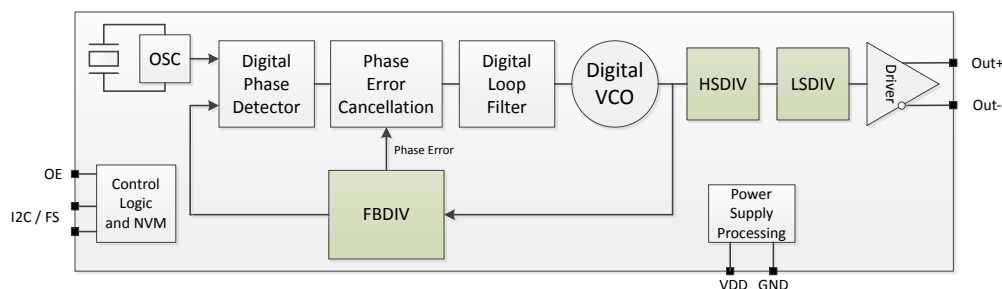 OSC
Digital
Phase
Detector
Phase
Error
Cancellation
Digital
Loop
Filter
Digital
VCO
HSDIV
LSDIV
Driver
Out+
Out-
Phase Error
FBDIV
OE
I2C / FS
Control
Logic
and NVM
Power
Supply
Processing
VDD GND